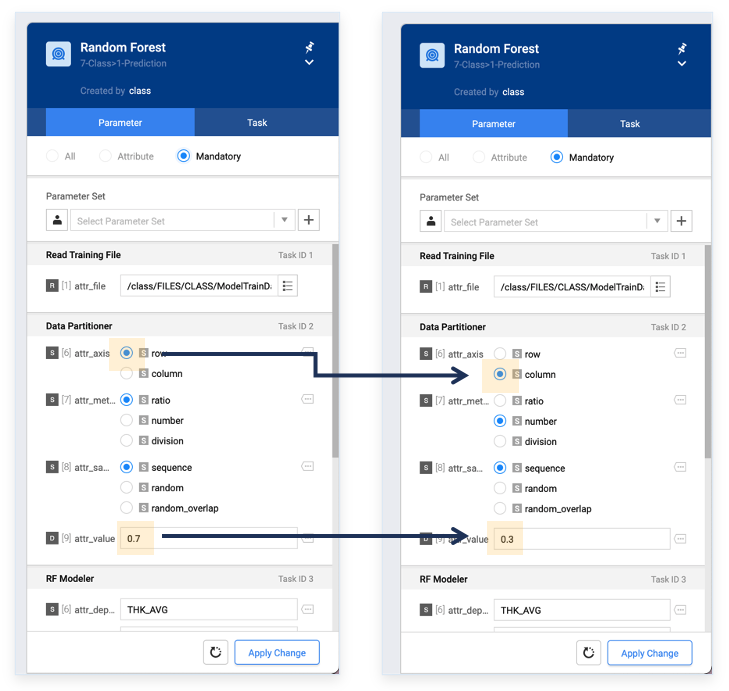 Random Forest
7-Class>1-Prediction
Created by class
Parameter Task
All Attribute Mandatory
Parameter Set
Select Parameter Set
Read Training File Task ID 1
R [1] attr_file /class/FILES/CLASS/ModelTrainDa
Data Partitioner Task ID 2
S [6] attr_axis S row
S column
S [7] attr_met... S ratio
S number
S division
S [8] attr_sa... S sequence
S random
S random_overlap
D [9] attr_value 0.7
RF Modeler Task ID 3
S [6] attr_dep... THK_AVG
Apply Change
Random Forest
7-Class>1-Prediction
Created by class
Parameter Task
All Attribute Mandatory
Parameter Set
Select Parameter Set
Read Training File Task ID 1
R [1] attr_file /class/FILES/CLASS/ModelTrainDa
Data Partitioner Task ID 2
S [6] attr_axis S row
S column
S [7] attr_met... S ratio
S number
S division
S [8] attr_sa... S sequence
S random
S random_overlap
D [9] attr_value 0.3
RF Modeler Task ID 3
S [6] attr_dep... THK_AVG
Apply Change